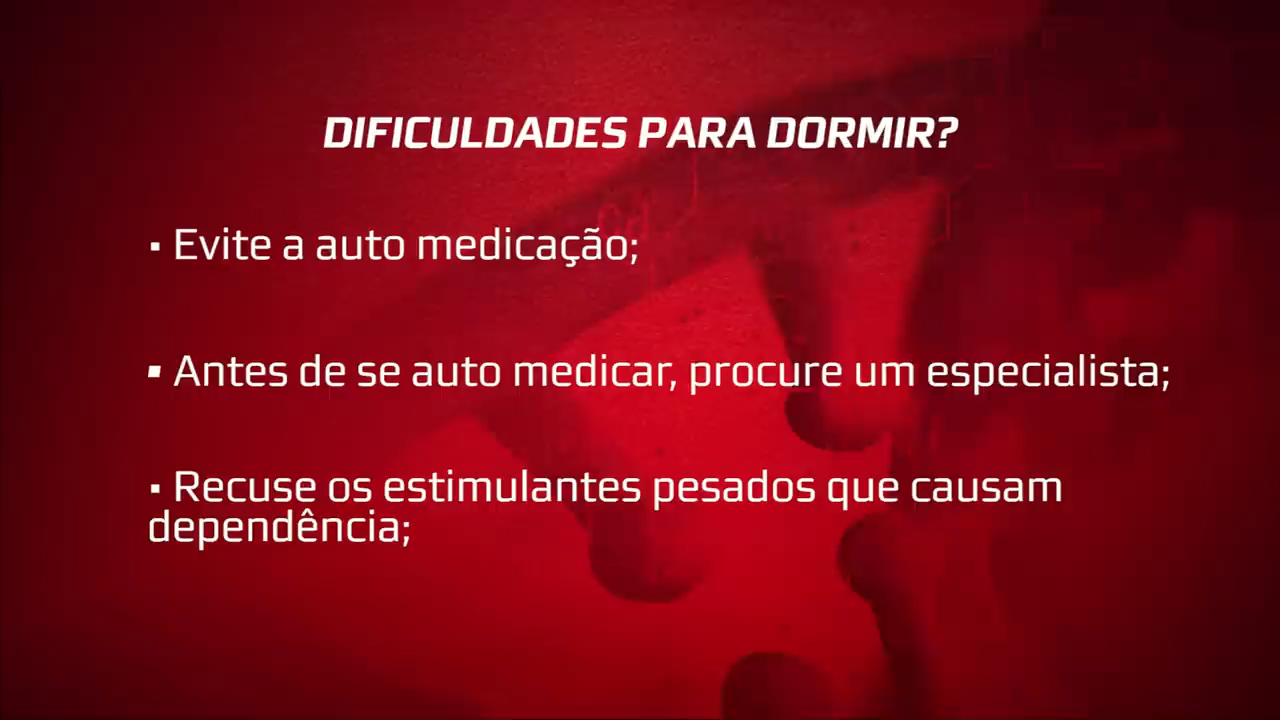 DIFICULDADES PARA DORMIR?
▪ Evite a auto medicação;
▪ Antes de se auto medicar, procure um especialista;
▪ Recuse os estimulantes pesados que causam
dependência;